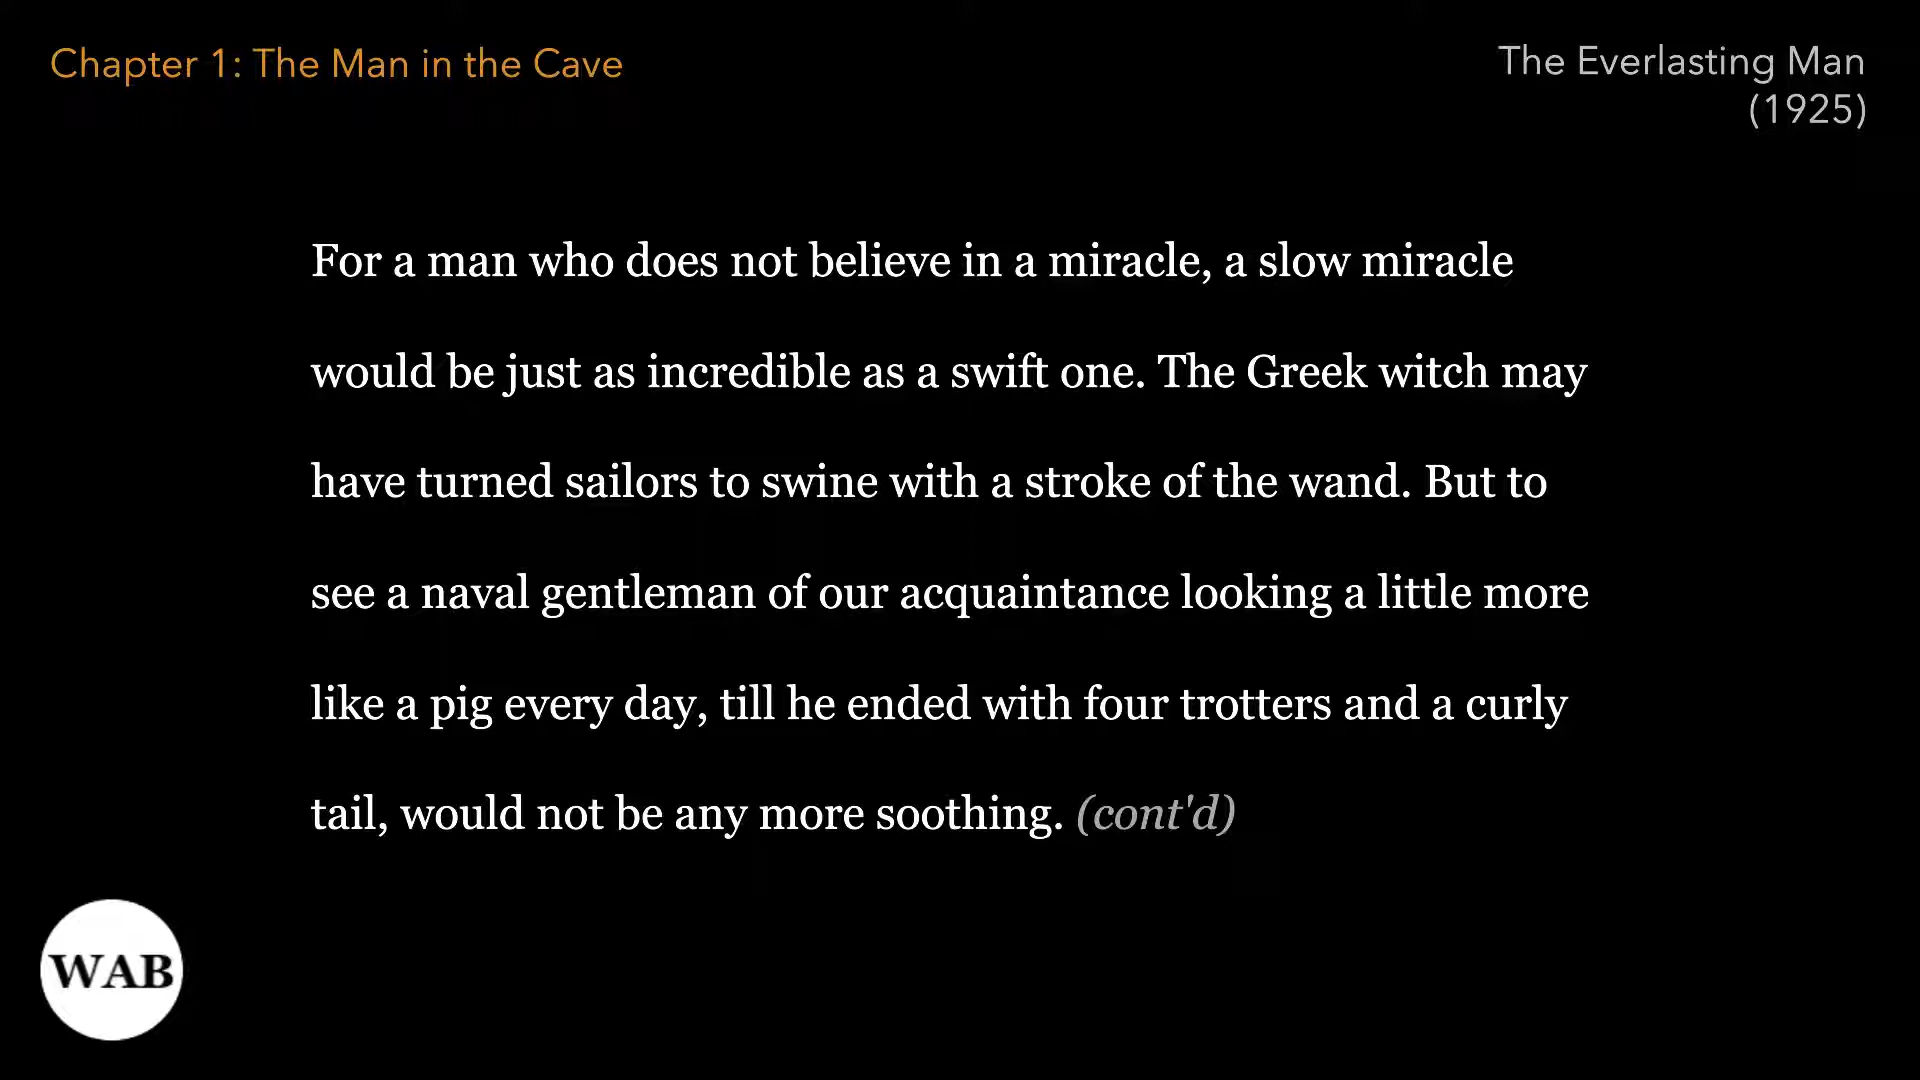 Chapter 1: The Man in the Cave
The Everlasting Man
(1925)
For a man who does not believe in a miracle, a slow miracle
would be just as incredible as a swift one. The Greek witch may
have turned sailors to swine with a stroke of the wand. But to
see a naval gentleman of our acquaintance looking a little more
like a pig every day, till he ended with four trotters and a curly
tail, would not be any more soothing. (cont'd)
WAB